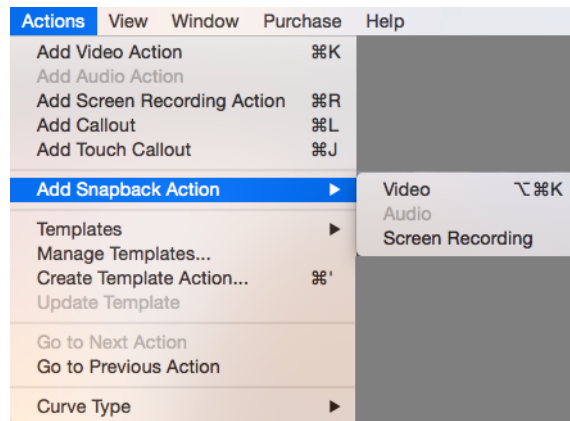 Actions View Window Purchase Help
Add Video Action ⌘K
Add Audio Action
Add Screen Recording Action ⌘R
Add Callout ⌘L
Add Touch Callout ⌘J
Add Snapback Action ▶
Video ⌥⌘K
Audio
Screen Recording
Templates ▶
Manage Templates...
Create Template Action... ⌘'
Update Template
Go to Next Action
Go to Previous Action
Curve Type ▶